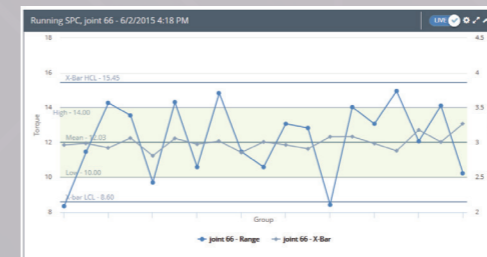 Running SPC, joint 66 - 6/2/2015 4:18 PM
LIVE
18
4.5
16
4
X-Bar HCL - 15.45
14
3.5
High - 14.00
Torque
12
3
Mean - 12.03
10
2.5
Low - 10.00
X-bar LCL - 8.60
8
2
Group
joint 66 - Range
joint 66 - X-Bar